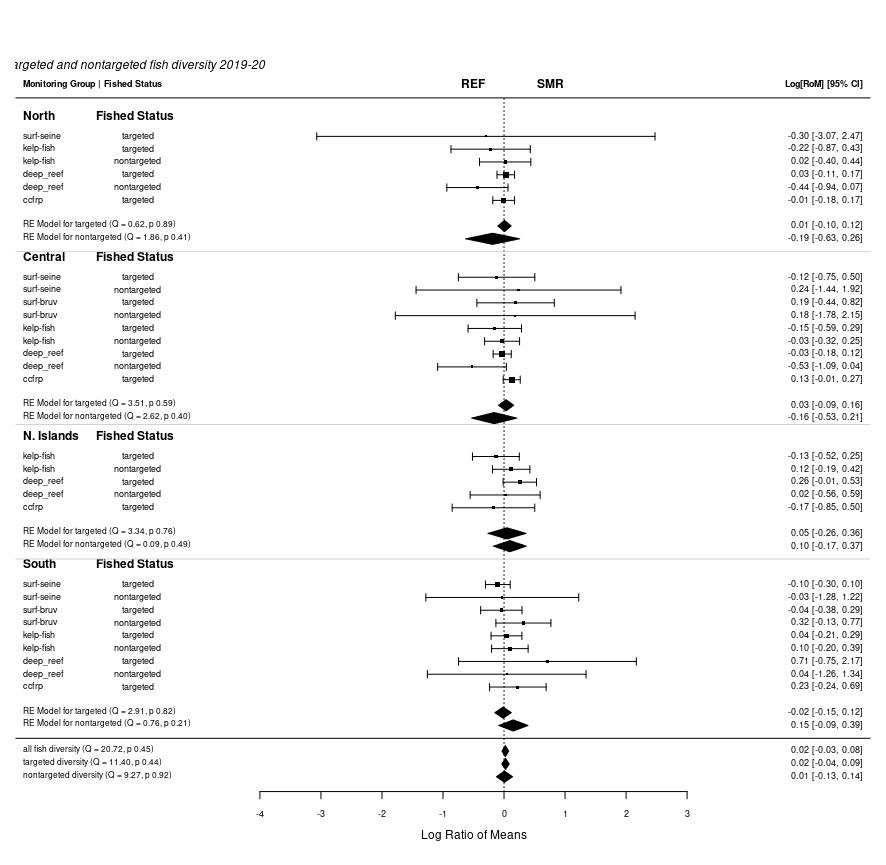 argeted and nontargeted fish diversity 2019-20
Monitoring Group | Fished Status REF SMR Log[RoM] [95% CI]
North Fished Status
surf-seine targeted -0.30 [-3.07, 2.47]
kelp-fish targeted -0.22 [-0.87, 0.43]
kelp-fish nontargeted 0.02 [-0.40, 0.44]
deep_reef targeted 0.03 [-0.11, 0.17]
deep_reef nontargeted -0.44 [-0.94, 0.07]
ccfrp targeted -0.01 [-0.18, 0.17]
RE Model for targeted (Q = 0.62, p 0.89) 0.01 [-0.10, 0.12]
RE Model for nontargeted (Q = 1.86, p 0.41) -0.19 [-0.63, 0.26]
Central Fished Status
surf-seine targeted -0.12 [-0.75, 0.50]
surf-seine nontargeted 0.24 [-1.44, 1.92]
surf-bruv targeted 0.19 [-0.44, 0.82]
surf-bruv nontargeted 0.18 [-1.78, 2.15]
kelp-fish targeted -0.15 [-0.59, 0.29]
kelp-fish nontargeted -0.03 [-0.32, 0.25]
deep_reef targeted -0.03 [-0.18, 0.12]
deep_reef nontargeted -0.53 [-1.09, 0.04]
ccfrp targeted 0.13 [-0.01, 0.27]
RE Model for targeted (Q = 3.51, p 0.59) 0.03 [-0.09, 0.16]
RE Model for nontargeted (Q = 2.62, p 0.40) -0.16 [-0.53, 0.21]
N. Islands Fished Status
kelp-fish targeted -0.13 [-0.52, 0.25]
kelp-fish nontargeted 0.12 [-0.19, 0.42]
deep_reef targeted 0.26 [-0.01, 0.53]
deep_reef nontargeted 0.02 [-0.56, 0.59]
ccfrp targeted -0.17 [-0.85, 0.50]
RE Model for targeted (Q = 3.34, p 0.76) 0.05 [-0.26, 0.36]
RE Model for nontargeted (Q = 0.09, p 0.49) 0.10 [-0.17, 0.37]
South Fished Status
surf-seine targeted -0.10 [-0.30, 0.10]
surf-seine nontargeted -0.03 [-1.28, 1.22]
surf-bruv targeted -0.04 [-0.38, 0.29]
surf-bruv nontargeted 0.32 [-0.13, 0.77]
kelp-fish targeted 0.04 [-0.21, 0.29]
kelp-fish nontargeted 0.10 [-0.20, 0.39]
deep_reef targeted 0.71 [-0.75, 2.17]
deep_reef nontargeted 0.04 [-1.26, 1.34]
ccfrp targeted 0.23 [-0.24, 0.69]
RE Model for targeted (Q = 2.91, p 0.82) -0.02 [-0.15, 0.12]
RE Model for nontargeted (Q = 0.76, p 0.21) 0.15 [-0.09, 0.39]
all fish diversity (Q = 20.72, p 0.45) 0.02 [-0.03, 0.08]
targeted diversity (Q = 11.40, p 0.44) 0.02 [-0.04, 0.09]
nontargeted diversity (Q = 9.27, p 0.92) 0.01 [-0.13, 0.14]
-4 -3 -2 -1 0 1 2 3
Log Ratio of Means